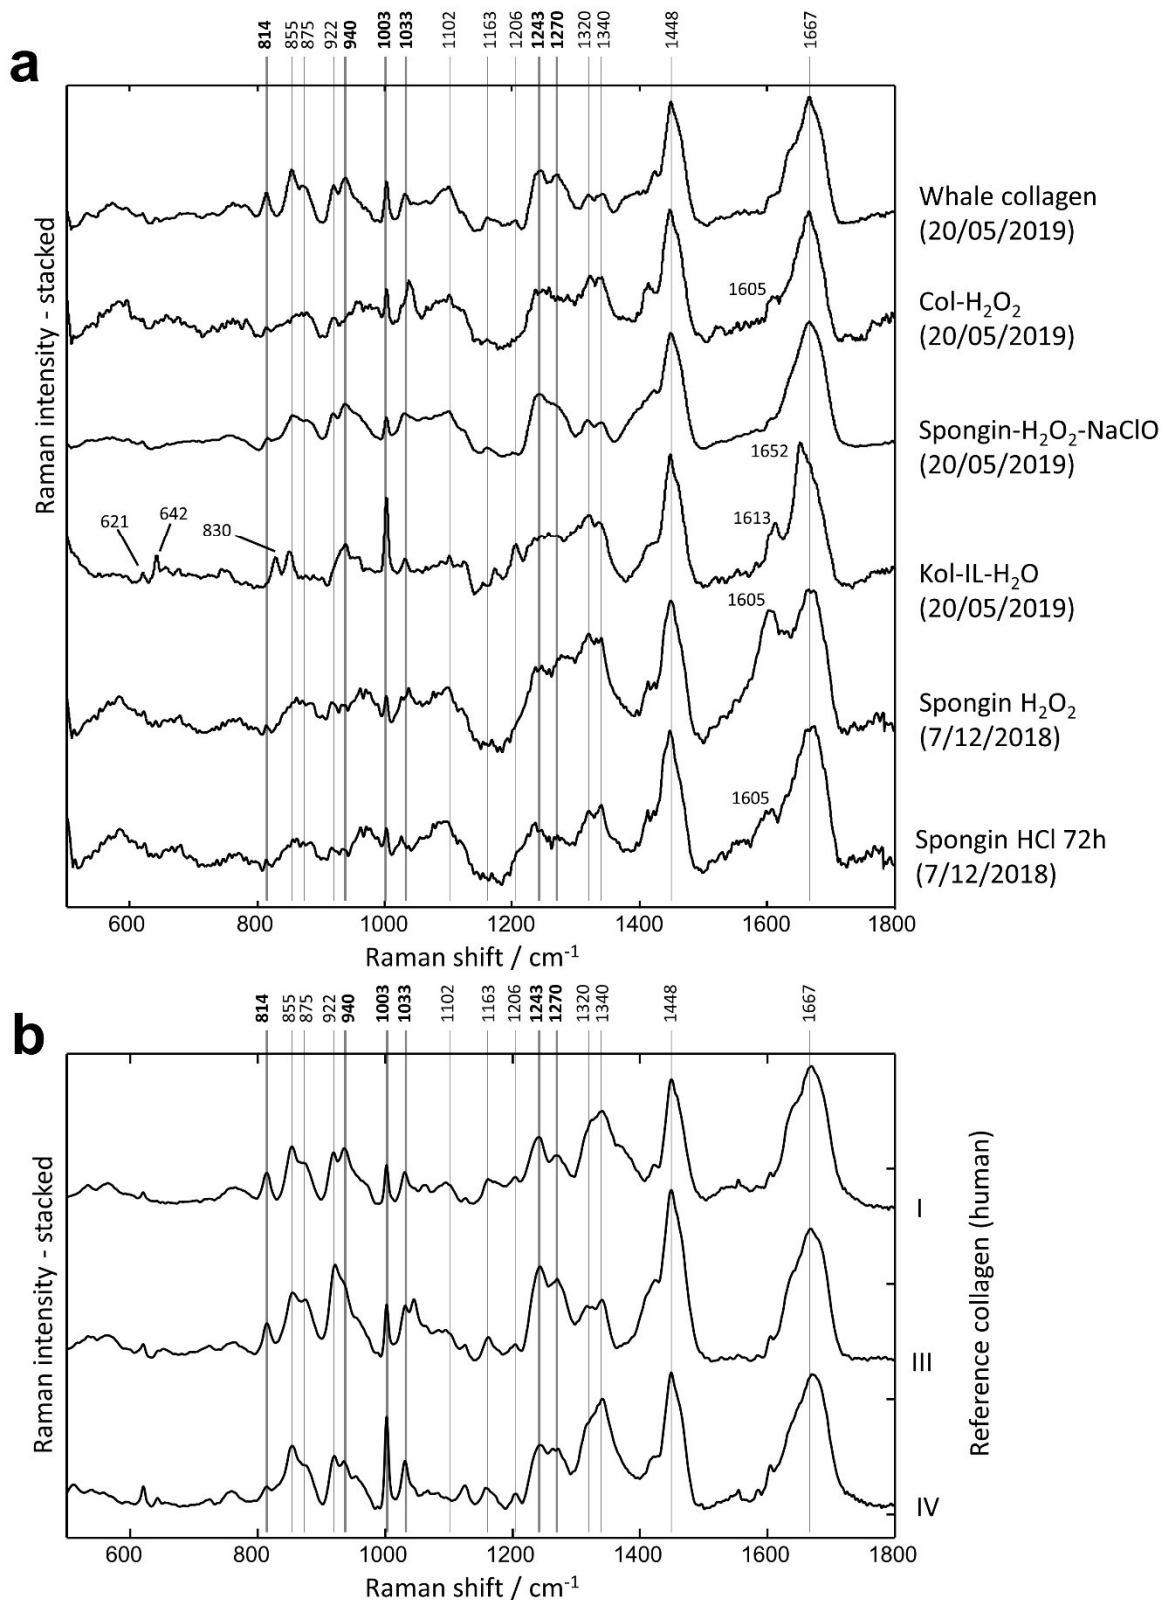 814 855 875 922 940 1003 1033 1102 1163 1206 1243 1270 1320 1340 1448 1667
a
Raman intensity - stacked
Whale collagen
(20/05/2019)
1605
Col-H₂O₂
(20/05/2019)
Spongin-H₂O₂-NaClO
(20/05/2019)
1652
621
642
830
1613
Kol-IL-H₂O
(20/05/2019)
1605
Spongin H₂O₂
(7/12/2018)
1605
Spongin HCl 72h
(7/12/2018)
600 800 1000 1200 1400 1600 1800
Raman shift / cm⁻¹
814 855 875 922 940 1003 1033 1102 1163 1206 1243 1270 1320 1340 1448 1667
b
Raman intensity - stacked
I
III
IV
Reference collagen (human)
600 800 1000 1200 1400 1600 1800
Raman shift / cm⁻¹